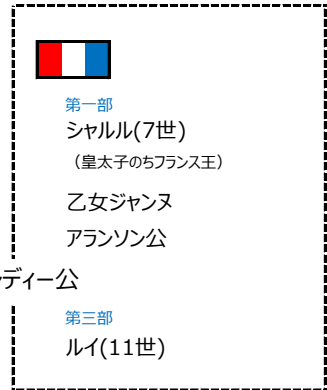 第一部
シャルル(7世)
（皇太子のちフランス王）
乙女ジャンヌ
アランソン公
ディー公
第三部
ルイ(11世)